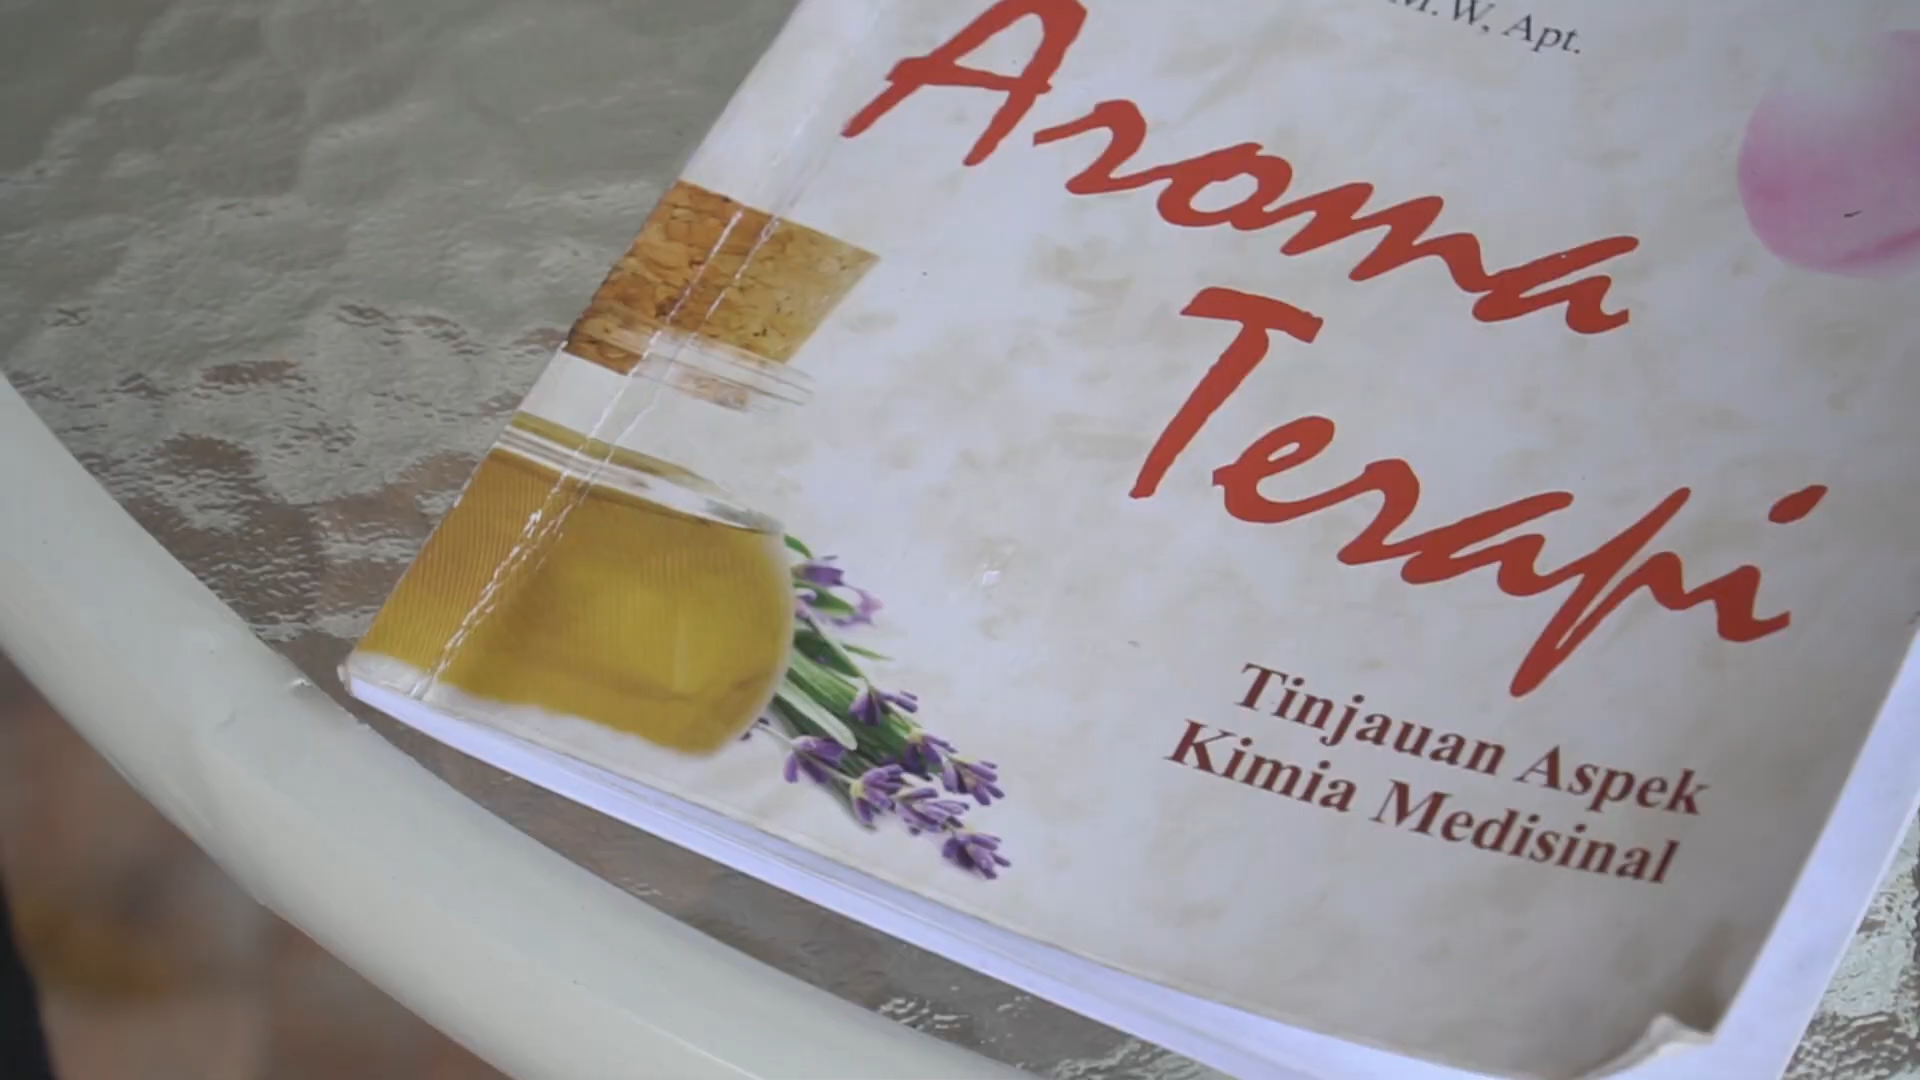 M.W, Apt.
Aroma
Terapi
Tinjauan Aspek
Kimia Medisinal